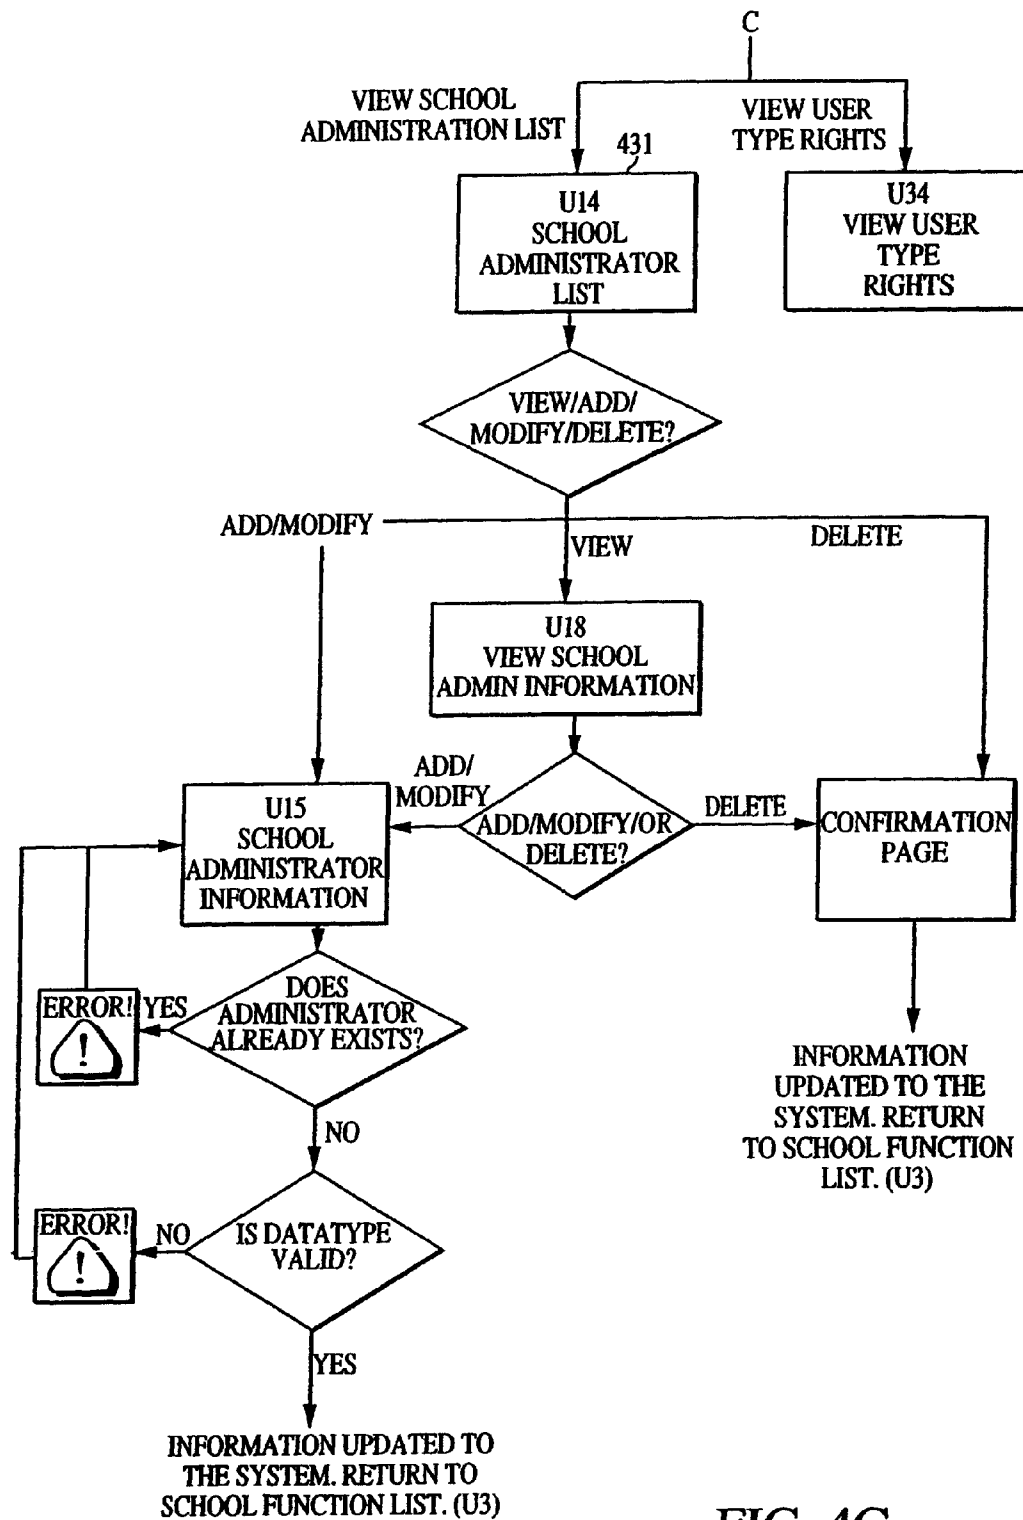 C
VIEW SCHOOL
ADMINISTRATION LIST
VIEW USER
TYPE RIGHTS
431
U14
SCHOOL
ADMINISTRATOR
LIST
U34
VIEW USER
TYPE
RIGHTS
VIEW/ADD/
MODIFY/DELETE?
ADD/MODIFY
VIEW
DELETE
U18
VIEW SCHOOL
ADMIN INFORMATION
ADD/
MODIFY
ADD/MODIFY/OR
DELETE?
DELETE
CONFIRMATION
PAGE
U15
SCHOOL
ADMINISTRATOR
INFORMATION
DOES
ADMINISTRATOR
ALREADY EXISTS?
YES
ERROR!
!
NO
INFORMATION
UPDATED TO THE
SYSTEM. RETURN
TO SCHOOL FUNCTION
LIST. (U3)
IS DATATYPE
VALID?
NO
ERROR!
!
YES
INFORMATION UPDATED TO
THE SYSTEM. RETURN TO
SCHOOL FUNCTION LIST. (U3)